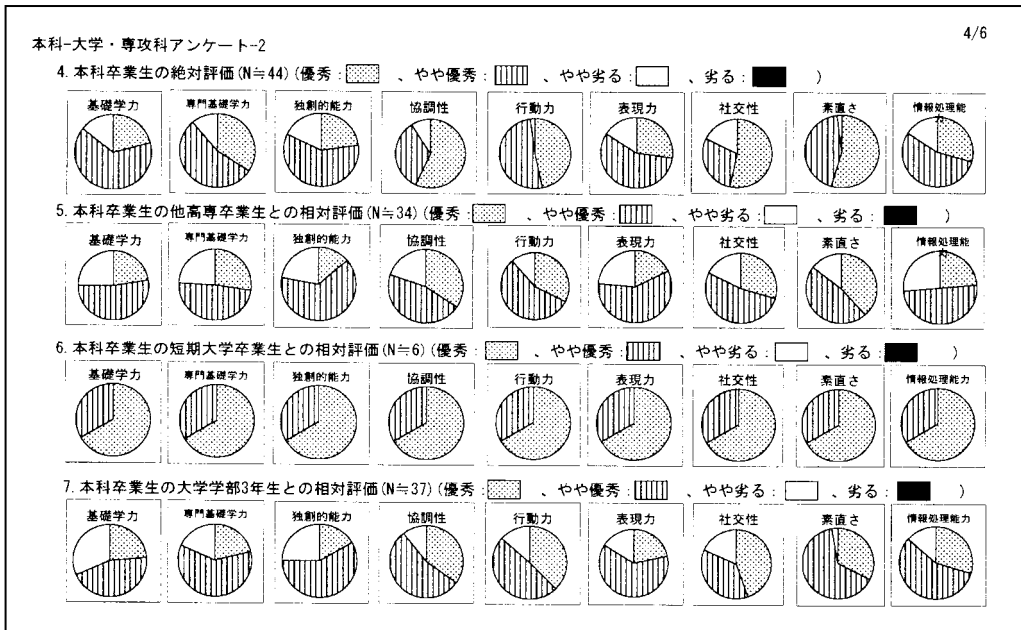 4/6
本科-大学・専攻科アンケート-2
4. 本科卒業生の絶対評価(N≒44)(優秀: 、やや優秀: 、やや劣る: 、劣る: )
基礎学力 専門基礎学力 独創的能力 協調性 行動力 表現力 社交性 素直さ 情報処理能力
5. 本科卒業生の他高専卒業生との相対評価(N≒34)(優秀: 、やや優秀: 、やや劣る: 、劣る: )
基礎学力 専門基礎学力 独創的能力 協調性 行動力 表現力 社交性 素直さ 情報処理能力
6. 本科卒業生の短期大学卒業生との相対評価(N≒6)(優秀: 、やや優秀: 、やや劣る: 、劣る: )
基礎学力 専門基礎学力 独創的能力 協調性 行動力 表現力 社交性 素直さ 情報処理能力
7. 本科卒業生の大学学部3年生との相対評価(N≒37)(優秀: 、やや優秀: 、やや劣る: 、劣る: )
基礎学力 専門基礎学力 独創的能力 協調性 行動力 表現力 社交性 素直さ 情報処理能力